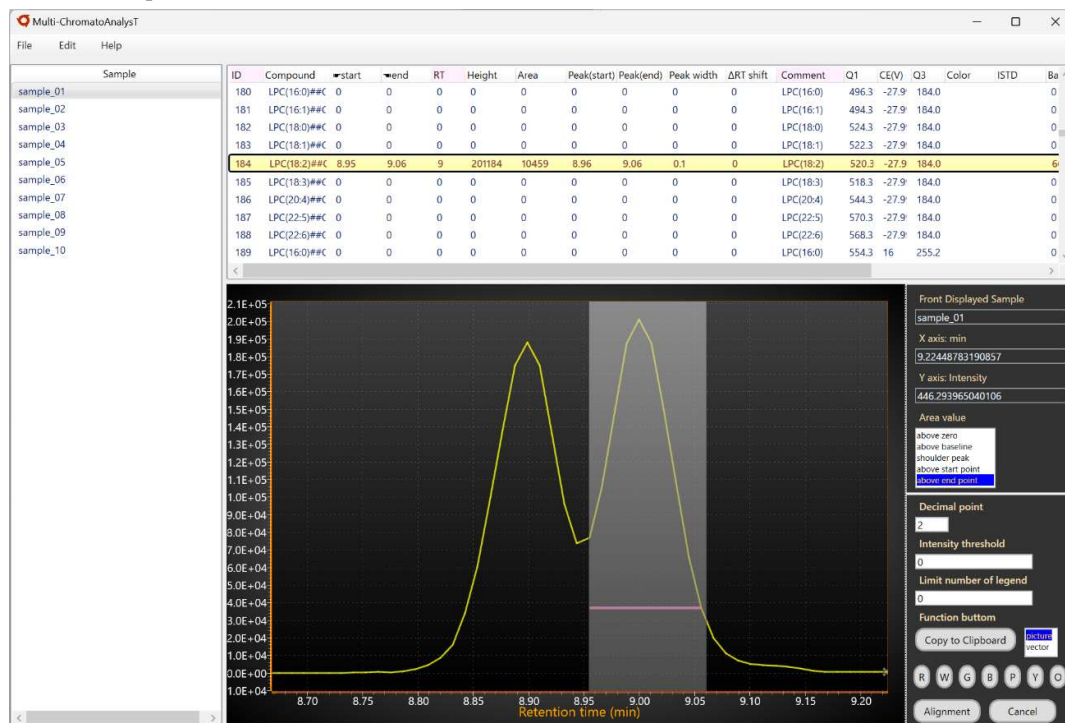 Multi-ChromatoAnalysT
File Edit Help
Sample
sample_01
sample_02
sample_03
sample_04
sample_05
sample_06
sample_07
sample_08
sample_09
sample_10
ID Compound start end RT Height Area Peak(start) Peak(end) Peak width ΔRT shift Comment Q1 CE(V) Q3 Color ISTD Ba
180 LPC(16:0)##C 0 0 0 0 0 0 0 0 0 LPC(16:0) 496.3 -27.9 184.0 0
181 LPC(16:1)##C 0 0 0 0 0 0 0 0 0 LPC(16:1) 494.3 -27.9 184.0 0
182 LPC(18:0)##C 0 0 0 0 0 0 0 0 0 LPC(18:0) 524.3 -27.9 184.0 0
183 LPC(18:1)##C 0 0 0 0 0 0 0 0 0 LPC(18:1) 522.3 -27.9 184.0 0
184 LPC(18:2)##C 8.95 9.06 9 201184 10459 8.96 9.06 0.1 0 LPC(18:2) 520.3 -27.9 184.0 6
185 LPC(18:3)##C 0 0 0 0 0 0 0 0 0 LPC(18:3) 518.3 -27.9 184.0 0
186 LPC(20:4)##C 0 0 0 0 0 0 0 0 0 LPC(20:4) 544.3 -27.9 184.0 0
187 LPC(22:5)##C 0 0 0 0 0 0 0 0 0 LPC(22:5) 570.3 -27.9 184.0 0
188 LPC(22:6)##C 0 0 0 0 0 0 0 0 0 LPC(22:6) 568.3 -27.9 184.0 0
189 LPC(16:0)##C 0 0 0 0 0 0 0 0 0 LPC(16:0) 554.3 16 255.2 0
2.1E+05
2.0E+05
1.9E+05
1.8E+05
1.7E+05
1.6E+05
1.5E+05
1.4E+05
1.3E+05
1.2E+05
1.1E+05
1.0E+05
9.0E+04
8.0E+04
7.0E+04
6.0E+04
5.0E+04
4.0E+04
3.0E+04
2.0E+04
1.0E+04
0.0E+00
1.0E+04
8.70 8.75 8.80 8.85 8.90 8.95 9.00 9.05 9.10 9.15 9.20
Retention time (min)
Front Displayed Sample
sample_01
X axis: min
9.22448783190857
Y axis: Intensity
446.293965040106
Area value
above zero
above baseline
shoulder peak
above start point
above end point
Decimal point
2
Intensity threshold
0
Limit number of legend
0
Function buttom
Copy to Clipboard
picture
vector
R W G B P Y O
Alignment Cancel